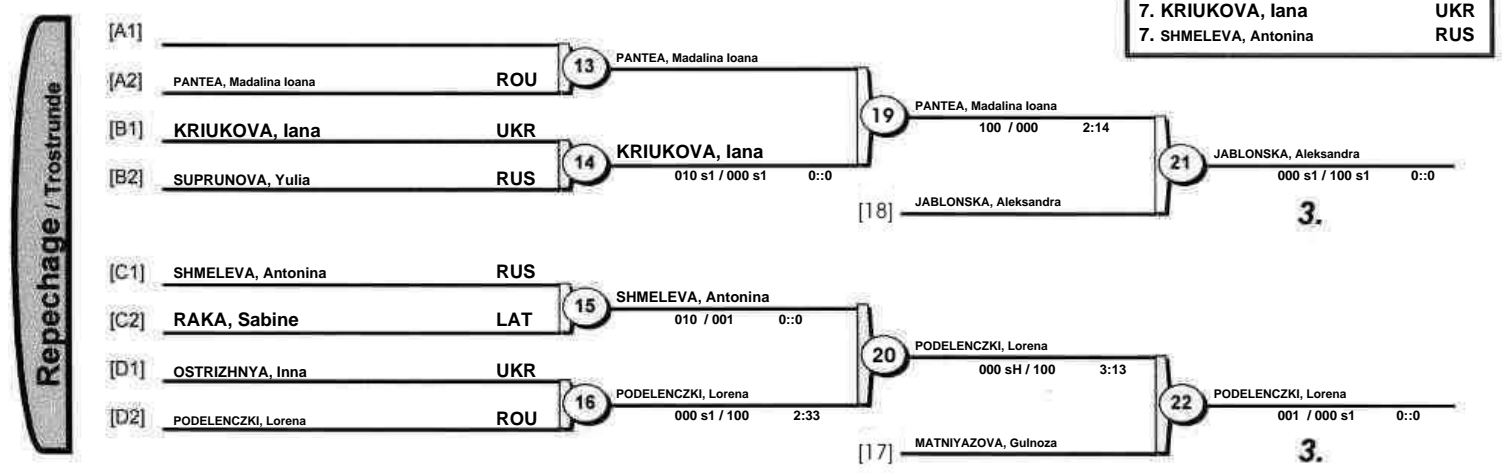 7. KRIUKOVA, Iana UKR
7. SHMELEVA, Antonina RUS
Repechage / Trostrunde
[A1]
[A2] PANTEA, Madalina Ioana ROU
13 PANTEA, Madalina Ioana
[B1] KRIUKOVA, Iana UKR
[B2] SUPRUNOVA, Yulia RUS
14 KRIUKOVA, Iana
010 s1 / 000 s1 0::0
19 PANTEA, Madalina Ioana
100 / 000 2:14
[18] JABLONSKA, Aleksandra
21 JABLONSKA, Aleksandra
000 s1 / 100 s1 0::0
3.
[C1] SHMELEVA, Antonina RUS
[C2] RAKA, Sabine LAT
15 SHMELEVA, Antonina
010 / 001 0::0
[D1] OSTRIZHNYA, Inna UKR
[D2] PODELENCZKI, Lorena ROU
16 PODELENCZKI, Lorena
000 s1 / 100 2:33
20 PODELENCZKI, Lorena
000 sH / 100 3:13
[17] MATNIYAZOVA, Gulnoza
22 PODELENCZKI, Lorena
001 / 000 s1 0::0
3.